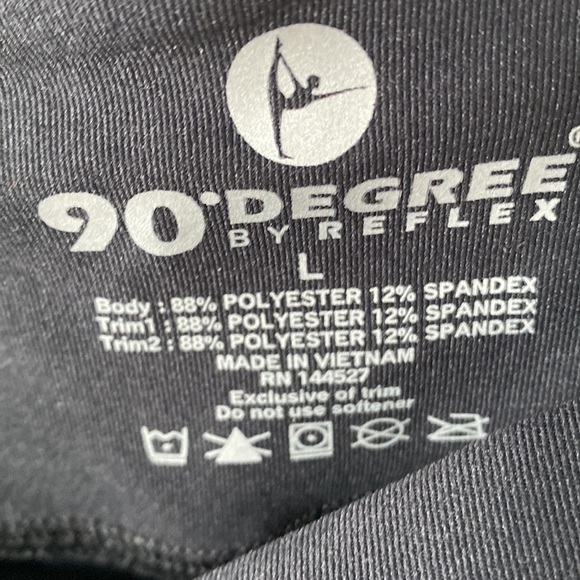 90° DEGREE®
BY REFLEX
L
Body : 88% POLYESTER 12% SPANDEX
Trim1 : 88% POLYESTER 12% SPANDEX
Trim2 : 88% POLYESTER 12% SPANDEX
MADE IN VIETNAM
RN 144527
Exclusive of trim
Do not use softener